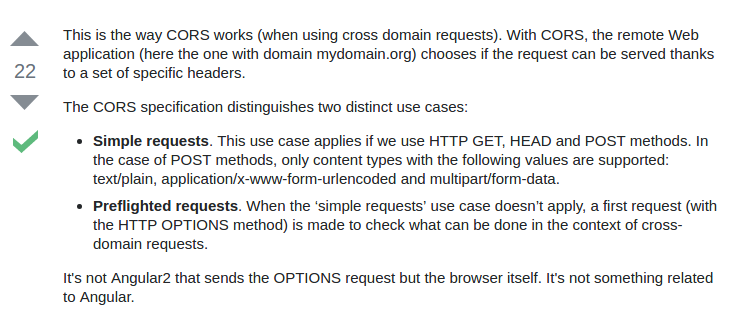 This is the way CORS works (when using cross domain requests). With CORS, the remote Web
application (here the one with domain mydomain.org) chooses if the request can be served thanks
to a set of specific headers.
22
The CORS specification distinguishes two distinct use cases:
• Simple requests. This use case applies if we use HTTP GET, HEAD and POST methods. In
the case of POST methods, only content types with the following values are supported:
text/plain, application/x-www-form-urlencoded and multipart/form-data.
• Preflighted requests. When the ‘simple requests’ use case doesn’t apply, a first request (with
the HTTP OPTIONS method) is made to check what can be done in the context of cross-
domain requests.
It's not Angular2 that sends the OPTIONS request but the browser itself. It's not something related
to Angular.